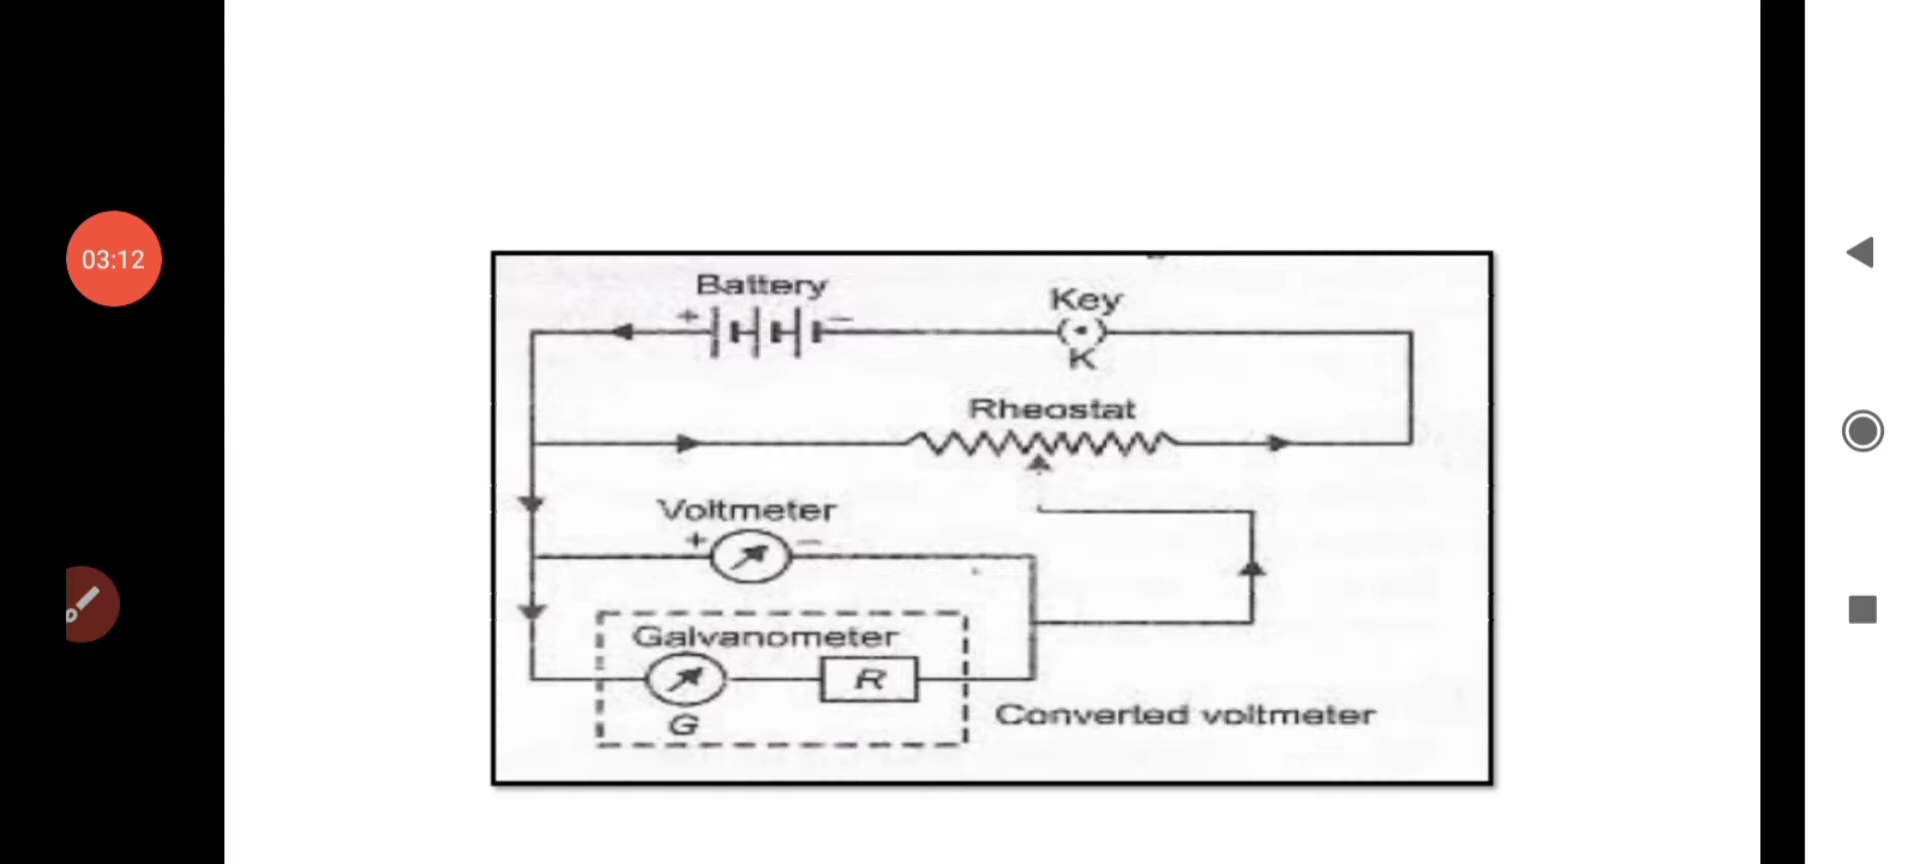 03:12
Battery
+ −
Key
K
Rheostat
Voltmeter
+ −
Galvanometer
R
G
Converted voltmeter